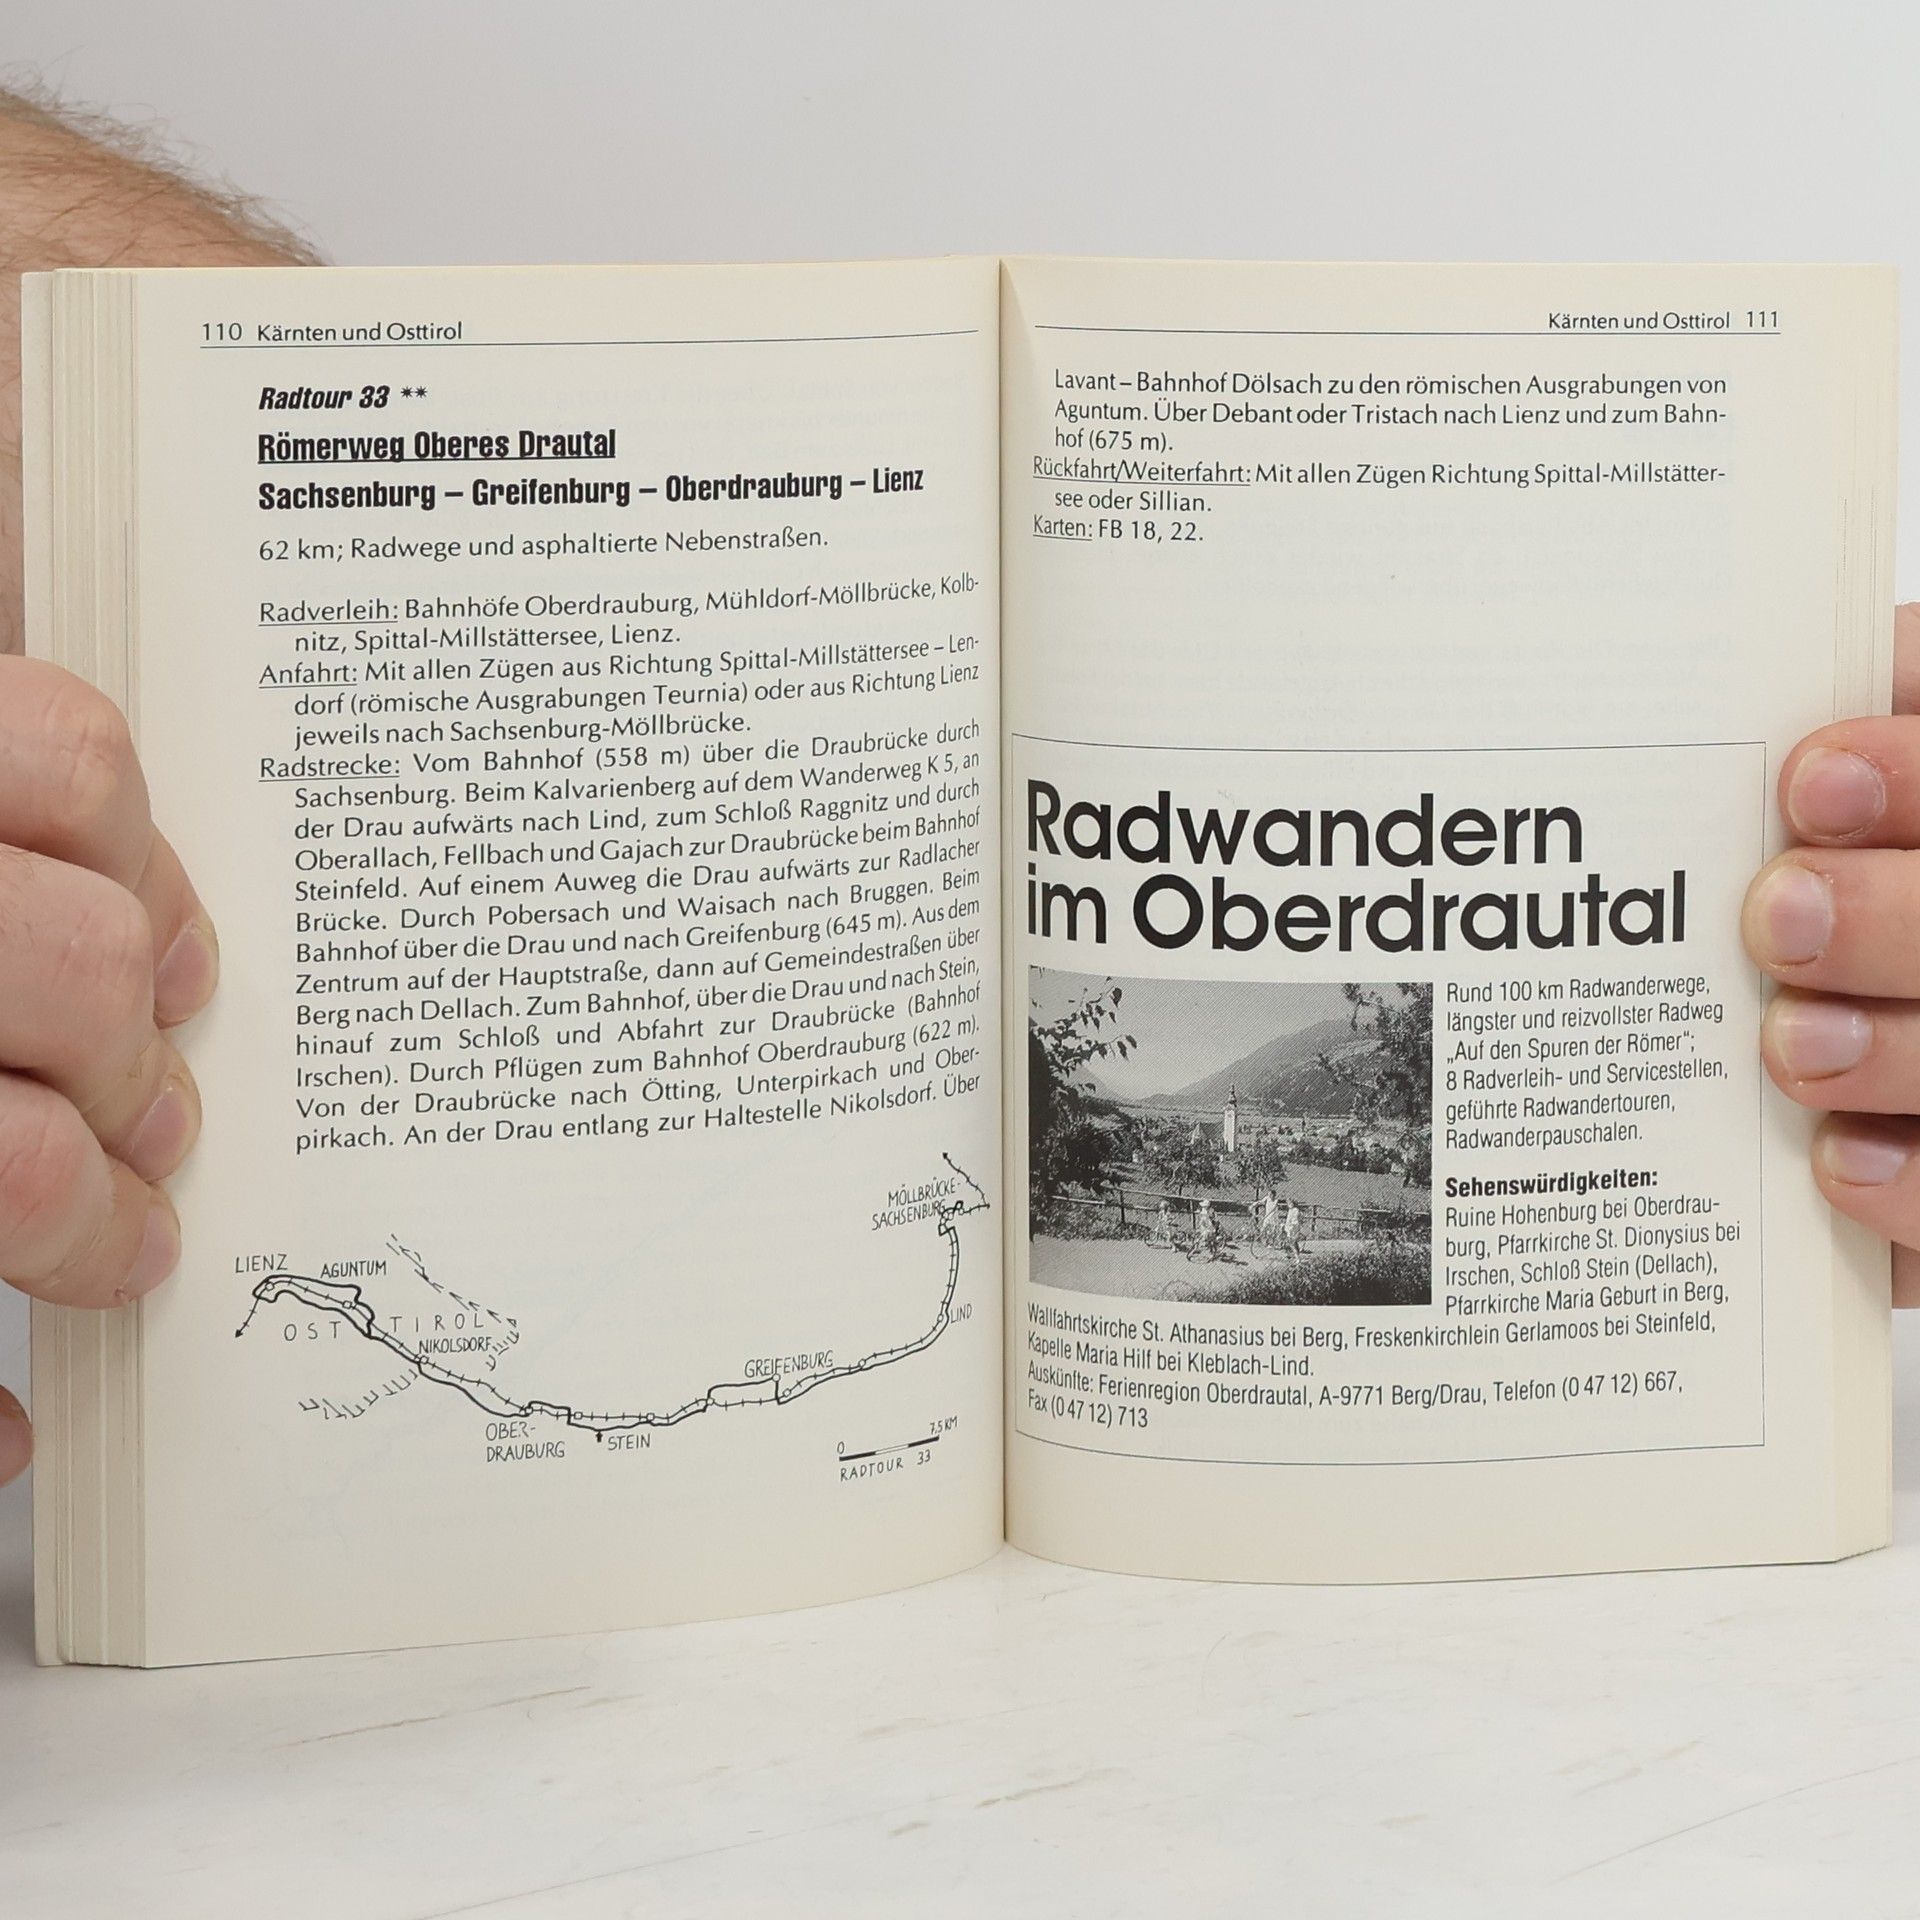 110 Kärnten und Osttirol
Radtour 33 **
Römerweg Oberes Drautal
Sachsenburg – Greifenburg – Oberdrauburg – Lienz
62 km; Radwege und asphaltierte Nebenstraßen.
Radverleih: Bahnhöfe Oberdrauburg, Mühldorf-Möllbrücke, Kolb-
nitz, Spittal-Millstättersee, Lienz.
Anfahrt: Mit allen Zügen aus Richtung Spittal-Millstättersee – Len-
dorf (römische Ausgrabungen Teurnia) oder aus Richtung Lienz
jeweils nach Sachsenburg-Möllbrücke.
Radstrecke: Vom Bahnhof (558 m) über die Draubrücke durch
Sachsenburg. Beim Kalvarienberg auf dem Wanderweg K 5, an
der Drau aufwärts nach Lind, zum Schloß Raggnitz und durch
Oberallach, Fellbach und Gajach zur Draubrücke beim Bahnhof
Steinfeld. Auf einem Auweg die Drau aufwärts zur Radlacher
Brücke. Durch Pobersach und Waisach nach Bruggen. Beim
Bahnhof über die Drau und nach Greifenburg (645 m). Aus dem
Zentrum auf der Hauptstraße, dann auf Gemeindestraßen über
Berg nach Dellach. Zum Bahnhof, über die Drau und nach Stein,
hinauf zum Schloß und Abfahrt zur Draubrücke (Bahnhof
Irschen). Durch Pflügen zum Bahnhof Oberdrauburg (622 m).
Von der Draubrücke nach Ötting, Unterpirkach und Ober-
pirkach. An der Drau entlang zur Haltestelle Nikolsdorf. Über
MÖLLBRÜCKE-
SACHSENBURG
LIENZ
AGUNTUM
OST TIROL
NIKOLSDORF
LIND
GREIFENBURG
OBER-
DRAUBURG
STEIN
0 7,5 KM
RADTOUR 33
Kärnten und Osttirol 111
Lavant – Bahnhof Dölsach zu den römischen Ausgrabungen von
Aguntum. Über Debant oder Tristach nach Lienz und zum Bahn-
hof (675 m).
Rückfahrt/Weiterfahrt: Mit allen Zügen Richtung Spittal-Millstätter-
see oder Sillian.
Karten: FB 18, 22.
Radwandern
im Oberdrautal
Rund 100 km Radwanderwege,
längster und reizvollster Radweg
„Auf den Spuren der Römer“;
8 Radverleih- und Servicestellen,
geführte Radwandertouren,
Radwanderpauschalen.
Sehenswürdigkeiten:
Ruine Hohenburg bei Oberdrau-
burg, Pfarrkirche St. Dionysius bei
Irschen, Schloß Stein (Dellach),
Pfarrkirche Maria Geburt in Berg,
Wallfahrtskirche St. Athanasius bei Berg, Freskenkirchlein Gerlamoos bei Steinfeld,
Kapelle Maria Hilf bei Kleblach-Lind.
Auskünfte: Ferienregion Oberdrautal, A-9771 Berg/Drau, Telefon (0 47 12) 667,
Fax (0 47 12) 713